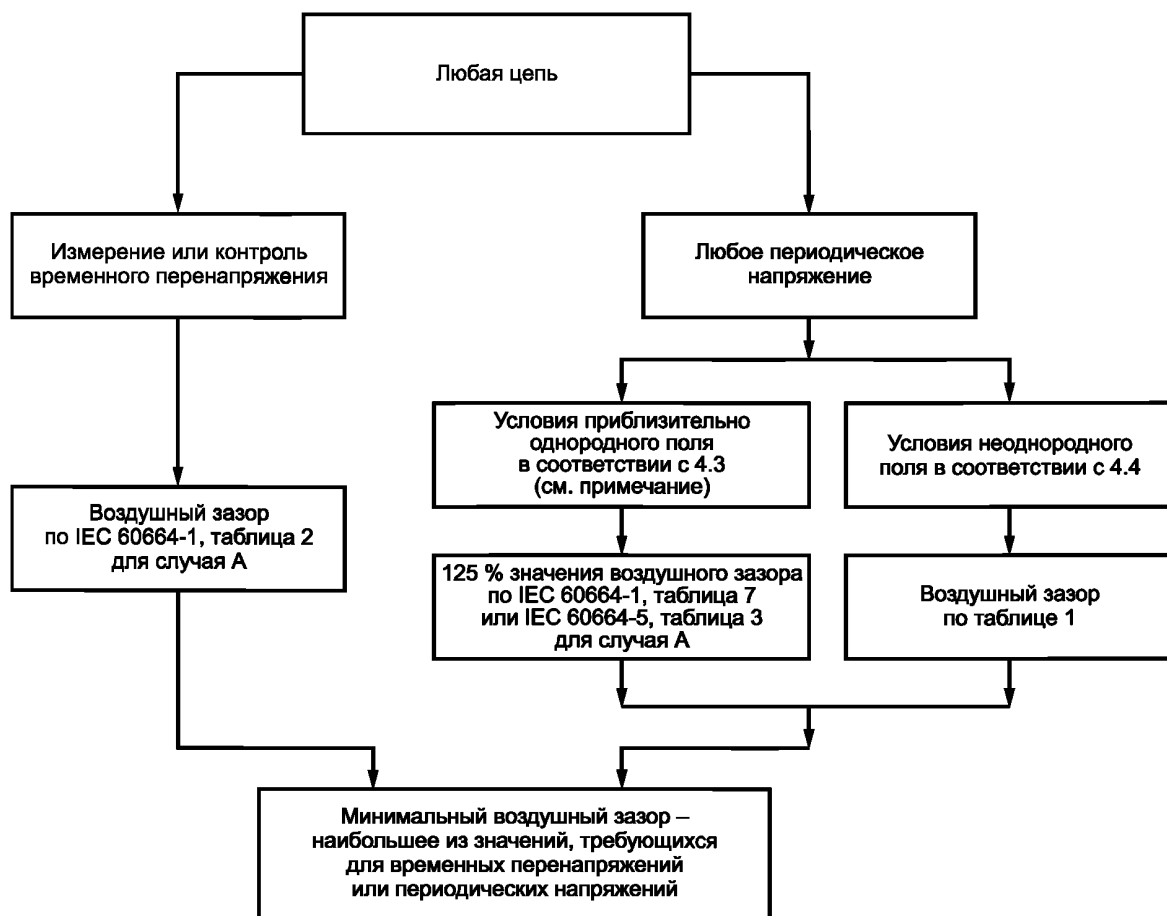 Любая цепь
Измерение или контроль
временного перенапряжения
Любое периодическое
напряжение
Условия приблизительно
однородного поля
в соответствии с 4.3
(см. примечание)
Условия неоднородного
поля в соответствии с 4.4
Воздушный зазор
по IEC 60664-1, таблица 2
для случая А
125 % значения воздушного зазора
по IEC 60664-1, таблица 7
или IEC 60664-5, таблица 3
для случая А
Воздушный зазор
по таблице 1
Минимальный воздушный зазор –
наибольшее из значений, требующихся
для временных перенапряжений
или периодических напряжений